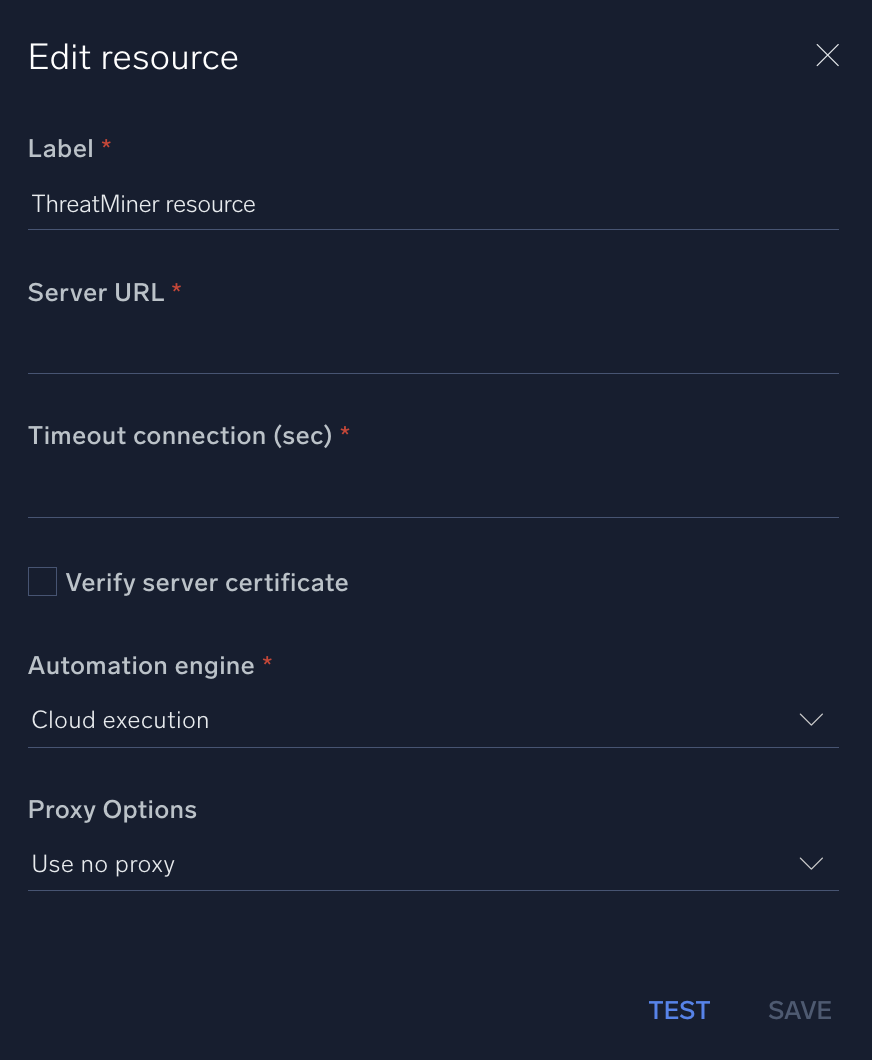 Edit resource
Label *
ThreatMiner resource
Server URL *
Timeout connection (sec) *
Verify server certificate
Automation engine *
Cloud execution
Proxy Options
Use no proxy
TEST SAVE